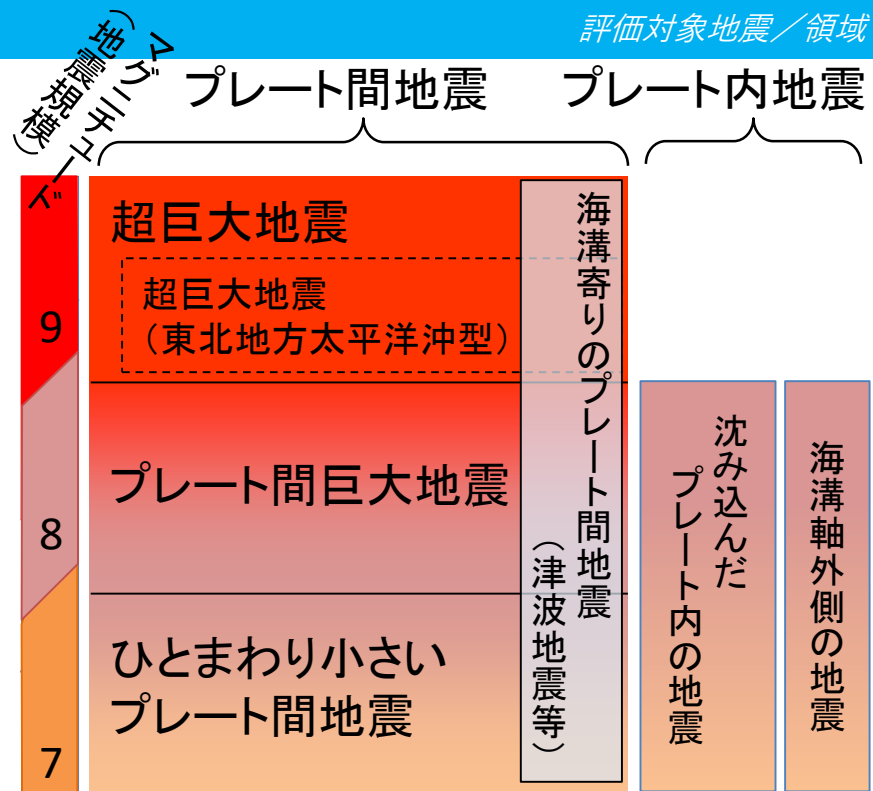 評価対象地震／領域
マグニチュード
（地震規模）
プレート間地震
プレート内地震
9
8
7
超巨大地震
超巨大地震
（東北地方太平洋沖型）
プレート間巨大地震
ひとまわり小さい
プレート間地震
海溝寄りのプレート間地震
（津波地震等）
沈み込んだ
プレート内の地震
海溝軸外側の地震